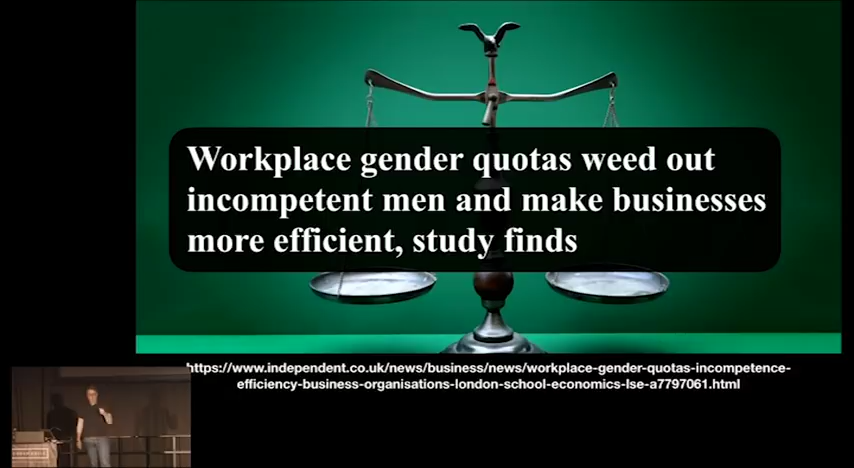 Workplace gender quotas weed out
incompetent men and make businesses
more efficient, study finds
https://www.independent.co.uk/news/business/news/workplace-gender-quotas-incompetence-
efficiency-business-organisations-london-school-economics-lse-a7797061.html